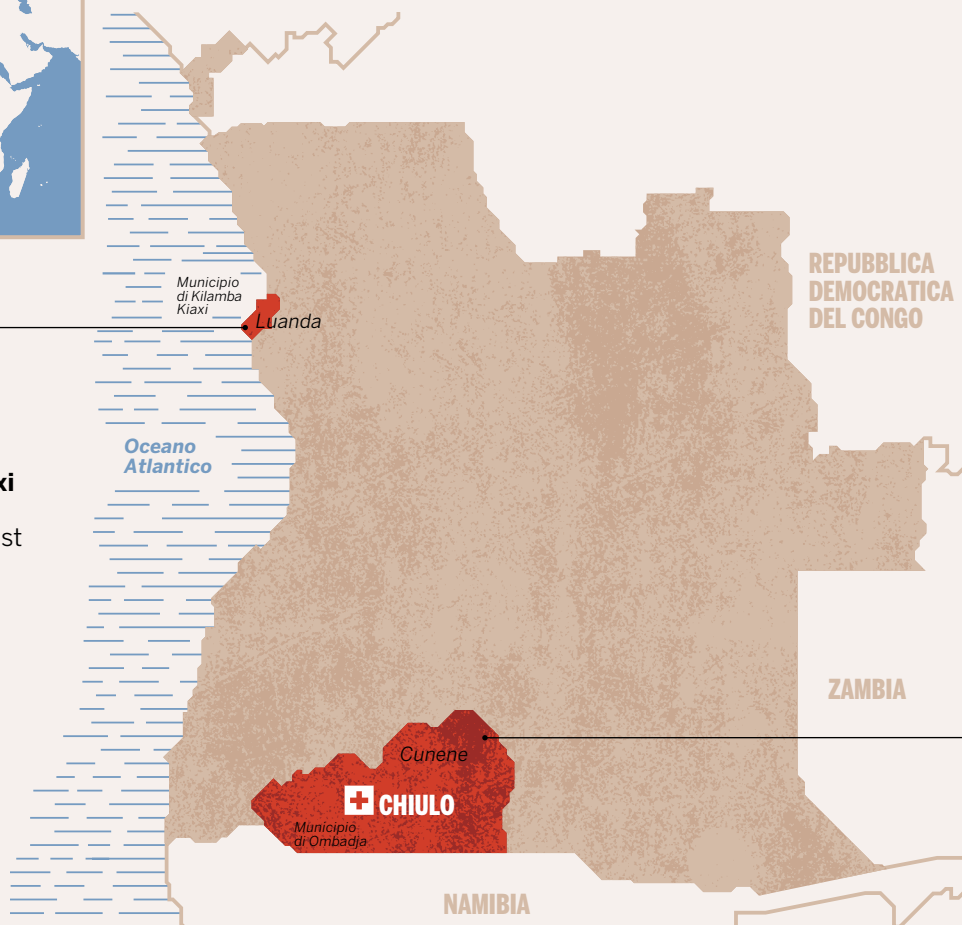 Municipio
di Kilamba
Kiaxi
Luanda
REPUBBLICA
DEMOCRATICA
DEL CONGO
Oceano
Atlantico
xi
st
ZAMBIA
Cunene
CHIULO
Municipio
di Ombadja
NAMIBIA